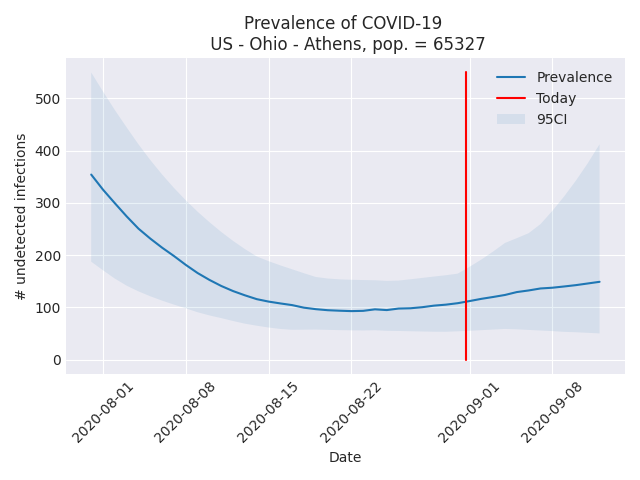 Prevalence of COVID-19
US - Ohio - Athens, pop. = 65327
Prevalence
Today
95CI
# undetected infections
500
400
300
200
100
0
2020-08-01
2020-08-08
2020-08-15
2020-08-22
2020-09-01
2020-09-08
Date